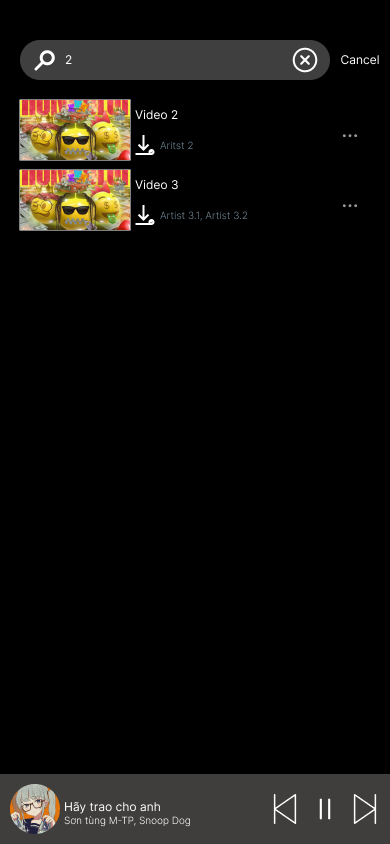 2
Cancel
Video 2
Aritst 2
Video 3
Artist 3.1, Artist 3.2
Hãy trao cho anh
Sơn tùng M-TP, Snoop Dog